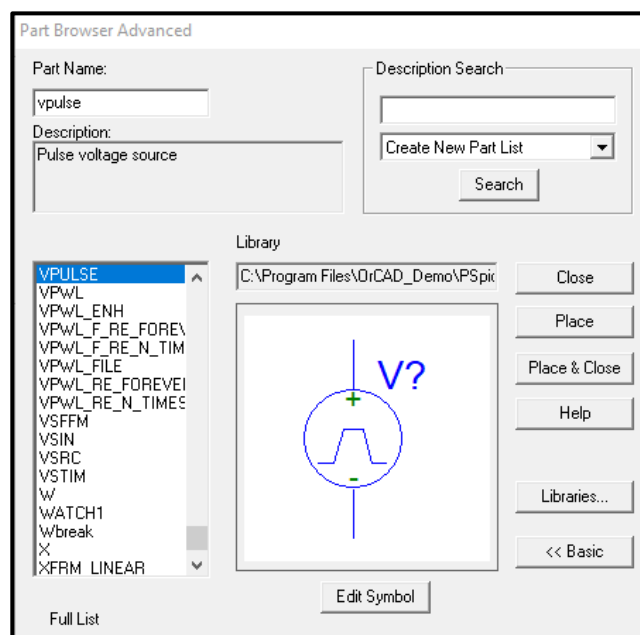 Part Browser Advanced
Part Name:
vpulse
Description:
Pulse voltage source
Description Search
Create New Part List
Search
Library
C:\Program Files\OrCAD_Demo\PSpic
VPULSE
VPWL
VPWL_ENH
VPWL_F_RE_FOREV
VPWL_F_RE_N_TIM
VPWL_FILE
VPWL_RE_FOREVE
VPWL_RE_N_TIMES
VSFFM
VSIN
VSRC
VSTIM
W
WATCH1
Wbreak
X
XFRM_LINEAR
Full List
V?
+
-
Edit Symbol
Close
Place
Place & Close
Help
Libraries...
<< Basic